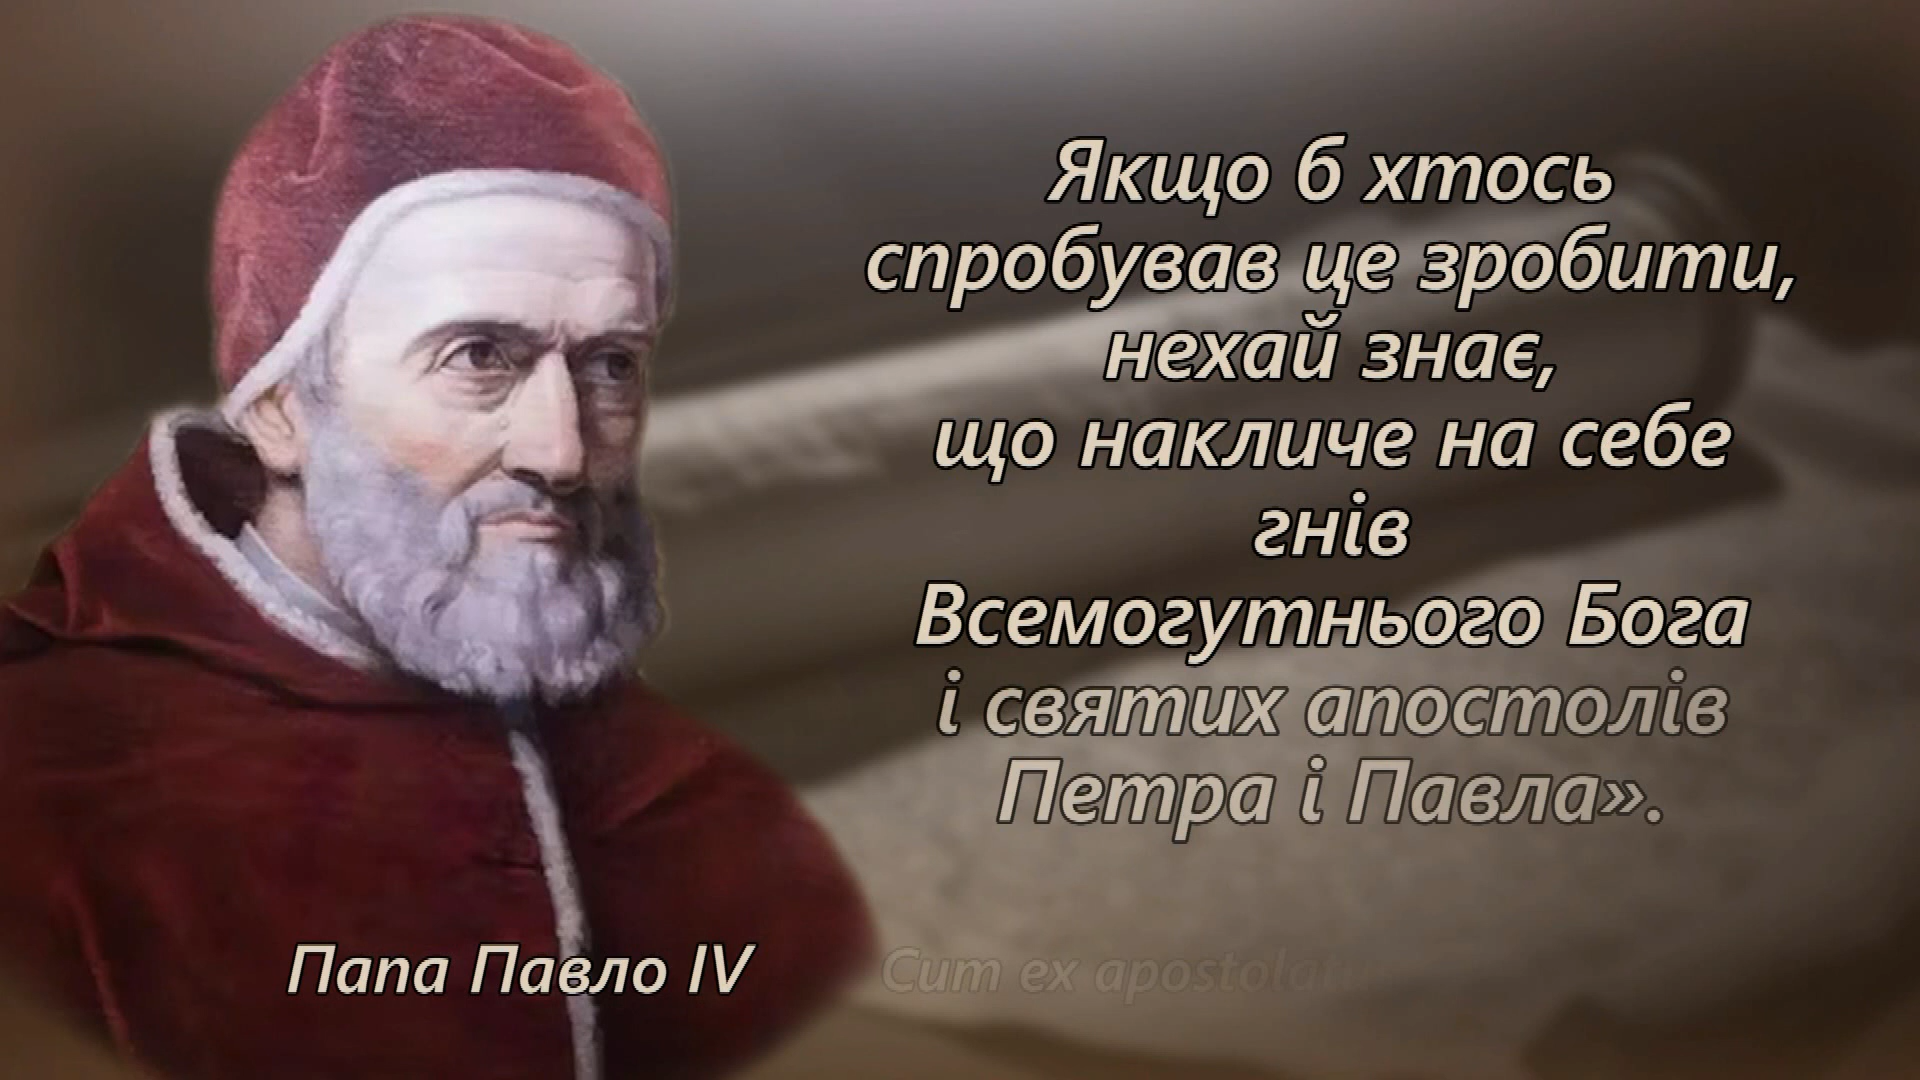 Якщо б хтось
спробував це зробити,
нехай знає,
що накличе на себе
гнів
Всемогутнього Бога
і святих апостолів
Петра і Павла».
Папа Павло IV
Cum ex apostolat